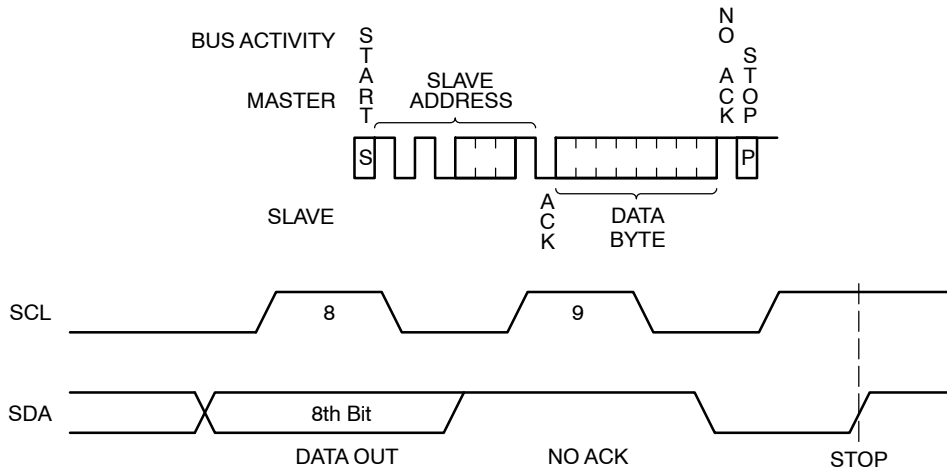 BUS ACTIVITY
MASTER
START
SLAVE
ADDRESS
NO ACK
STOP
S
P
SLAVE
ACK
DATA
BYTE
SCL
8
9
SDA
8th Bit
DATA OUT
NO ACK
STOP